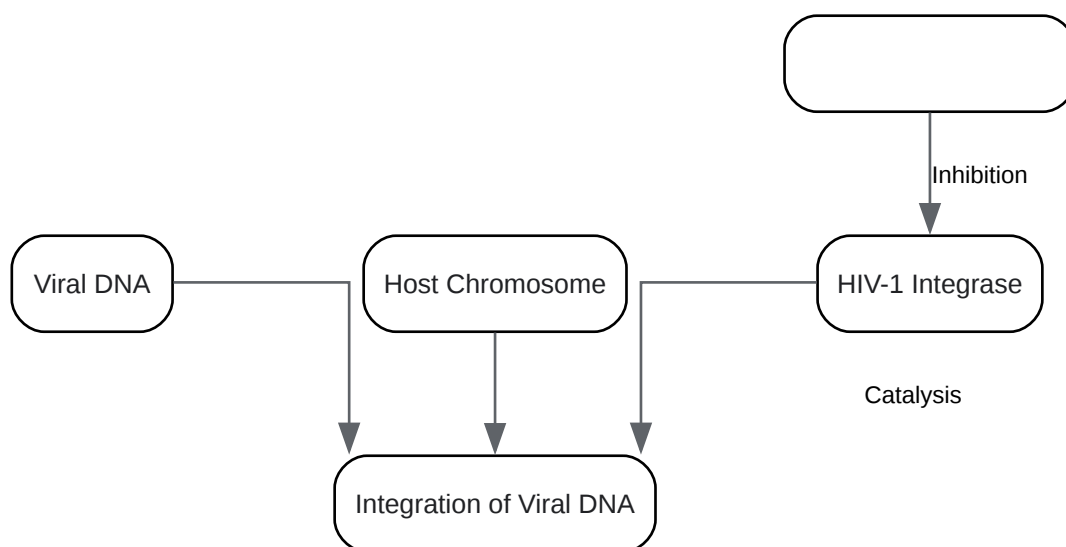 Inhibition
Viral DNA
Host Chromosome
HIV-1 Integrase
Catalysis
Integration of Viral DNA